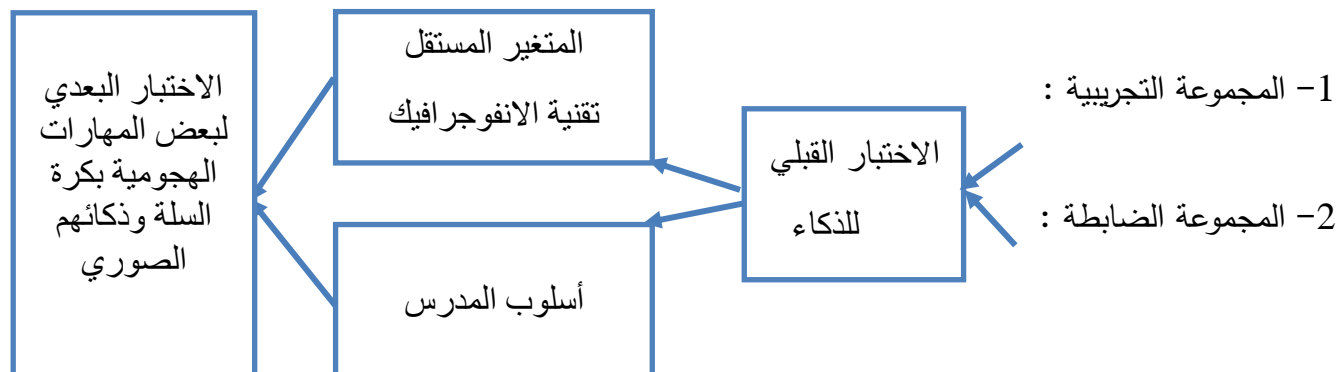 1- المجموعة التجريبية :
2- المجموعة الضابطة :
الاختبار القبلي
للذكاء
المتغير المستقل
تقنية الانفوجرافيك
أسلوب المدرس
الاختبار البعدي
لبعض المهارات
الهجومية بكرة
السلة وذكائهم
الصوري